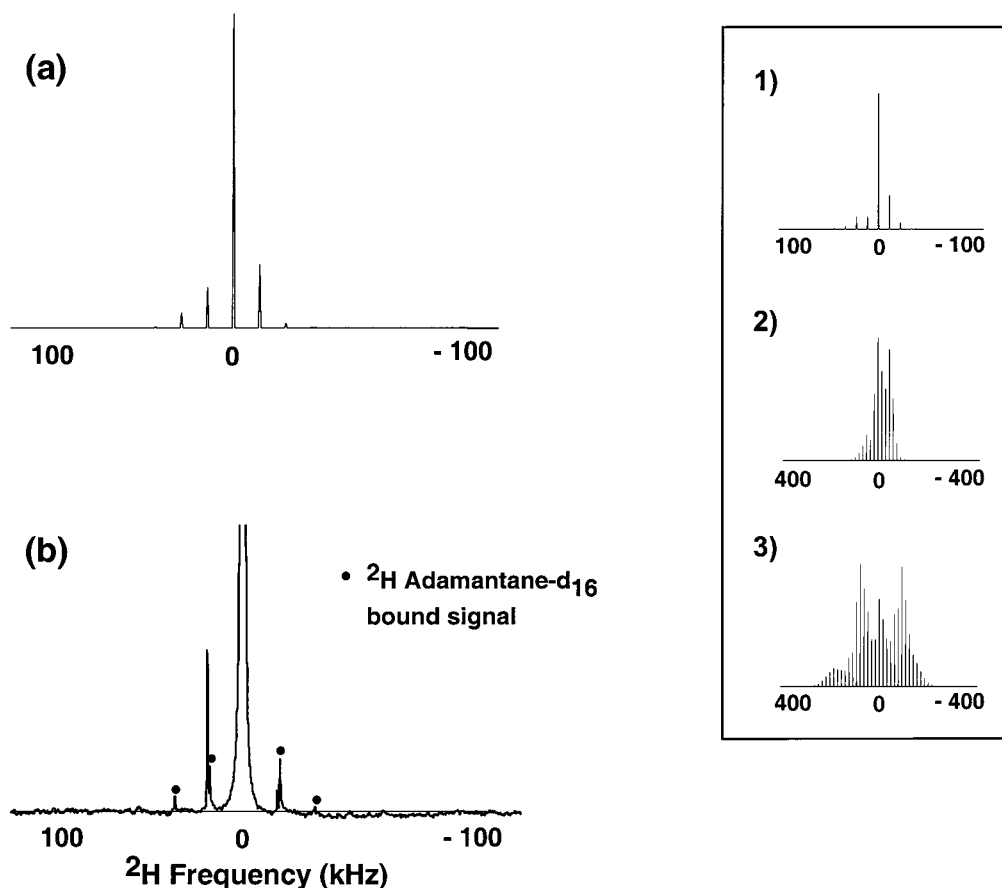 (a)
100 0 - 100
(b)
• ²H Adamantane-d₁₆
bound signal
100 0 - 100
²H Frequency (kHz)
1)
100 0 - 100
2)
400 0 - 400
3)
400 0 - 400